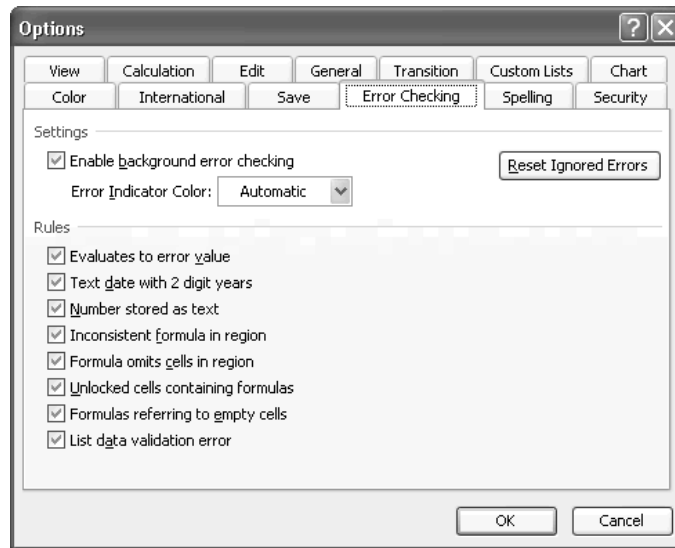 Options
View Calculation Edit General Transition Custom Lists Chart
Color International Save Error Checking Spelling Security
Settings
Enable background error checking
Reset Ignored Errors
Error Indicator Color: Automatic
Rules
Evaluates to error value
Text date with 2 digit years
Number stored as text
Inconsistent formula in region
Formula omits cells in region
Unlocked cells containing formulas
Formulas referring to empty cells
List data validation error
OK Cancel